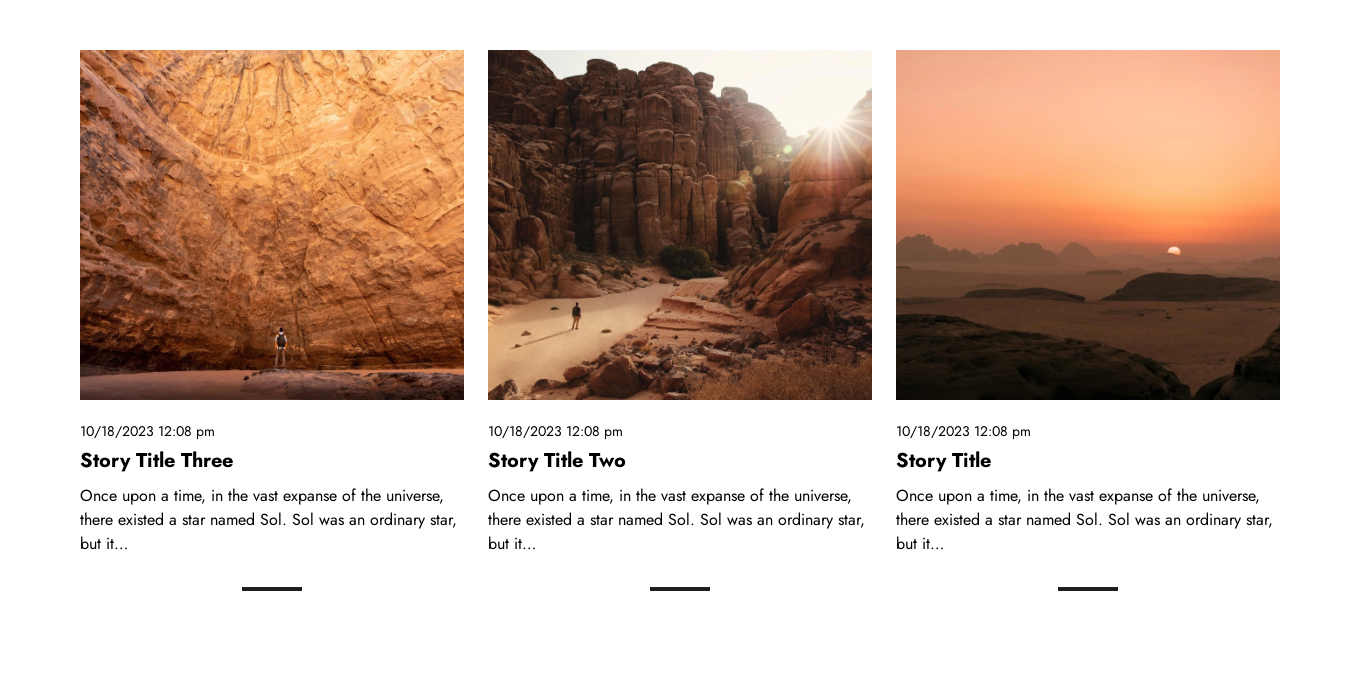 10/18/2023 12:08 pm
Story Title Three
Once upon a time, in the vast expanse of the universe,
there existed a star named Sol. Sol was an ordinary star,
but it...
10/18/2023 12:08 pm
Story Title Two
Once upon a time, in the vast expanse of the universe,
there existed a star named Sol. Sol was an ordinary star,
but it...
10/18/2023 12:08 pm
Story Title
Once upon a time, in the vast expanse of the universe,
there existed a star named Sol. Sol was an ordinary star,
but it...